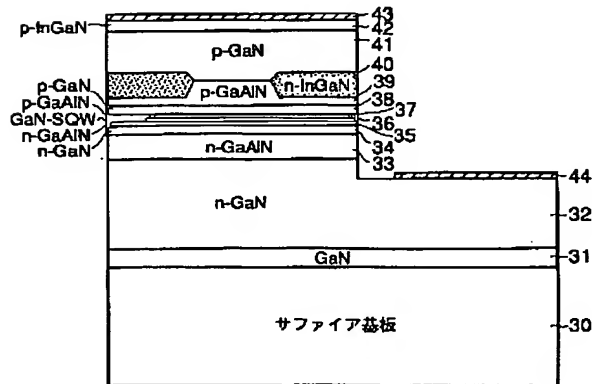 43
p-InGaN 42
41
p-GaN
40
p-GaN n-InGaN 39
p-GaAlN
p-GaAlN 38
37
GaN-SQW 36
n-GaAlN 35
n-GaN 34
n-GaAlN 33
44
n-GaN 32
GaN 31
サファイア基板 30